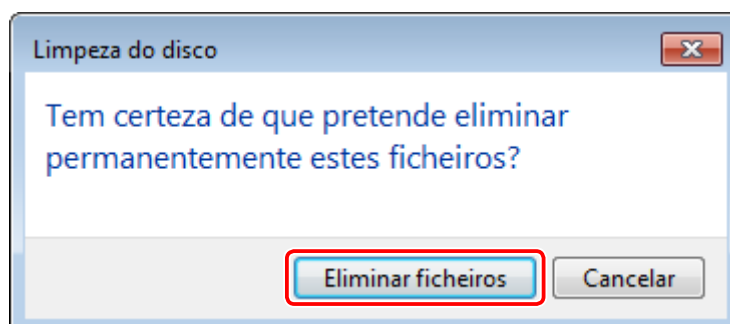 Limpeza do disco
Tem certeza de que pretende eliminar
permanentemente estes ficheiros?
Eliminar ficheiros
Cancelar